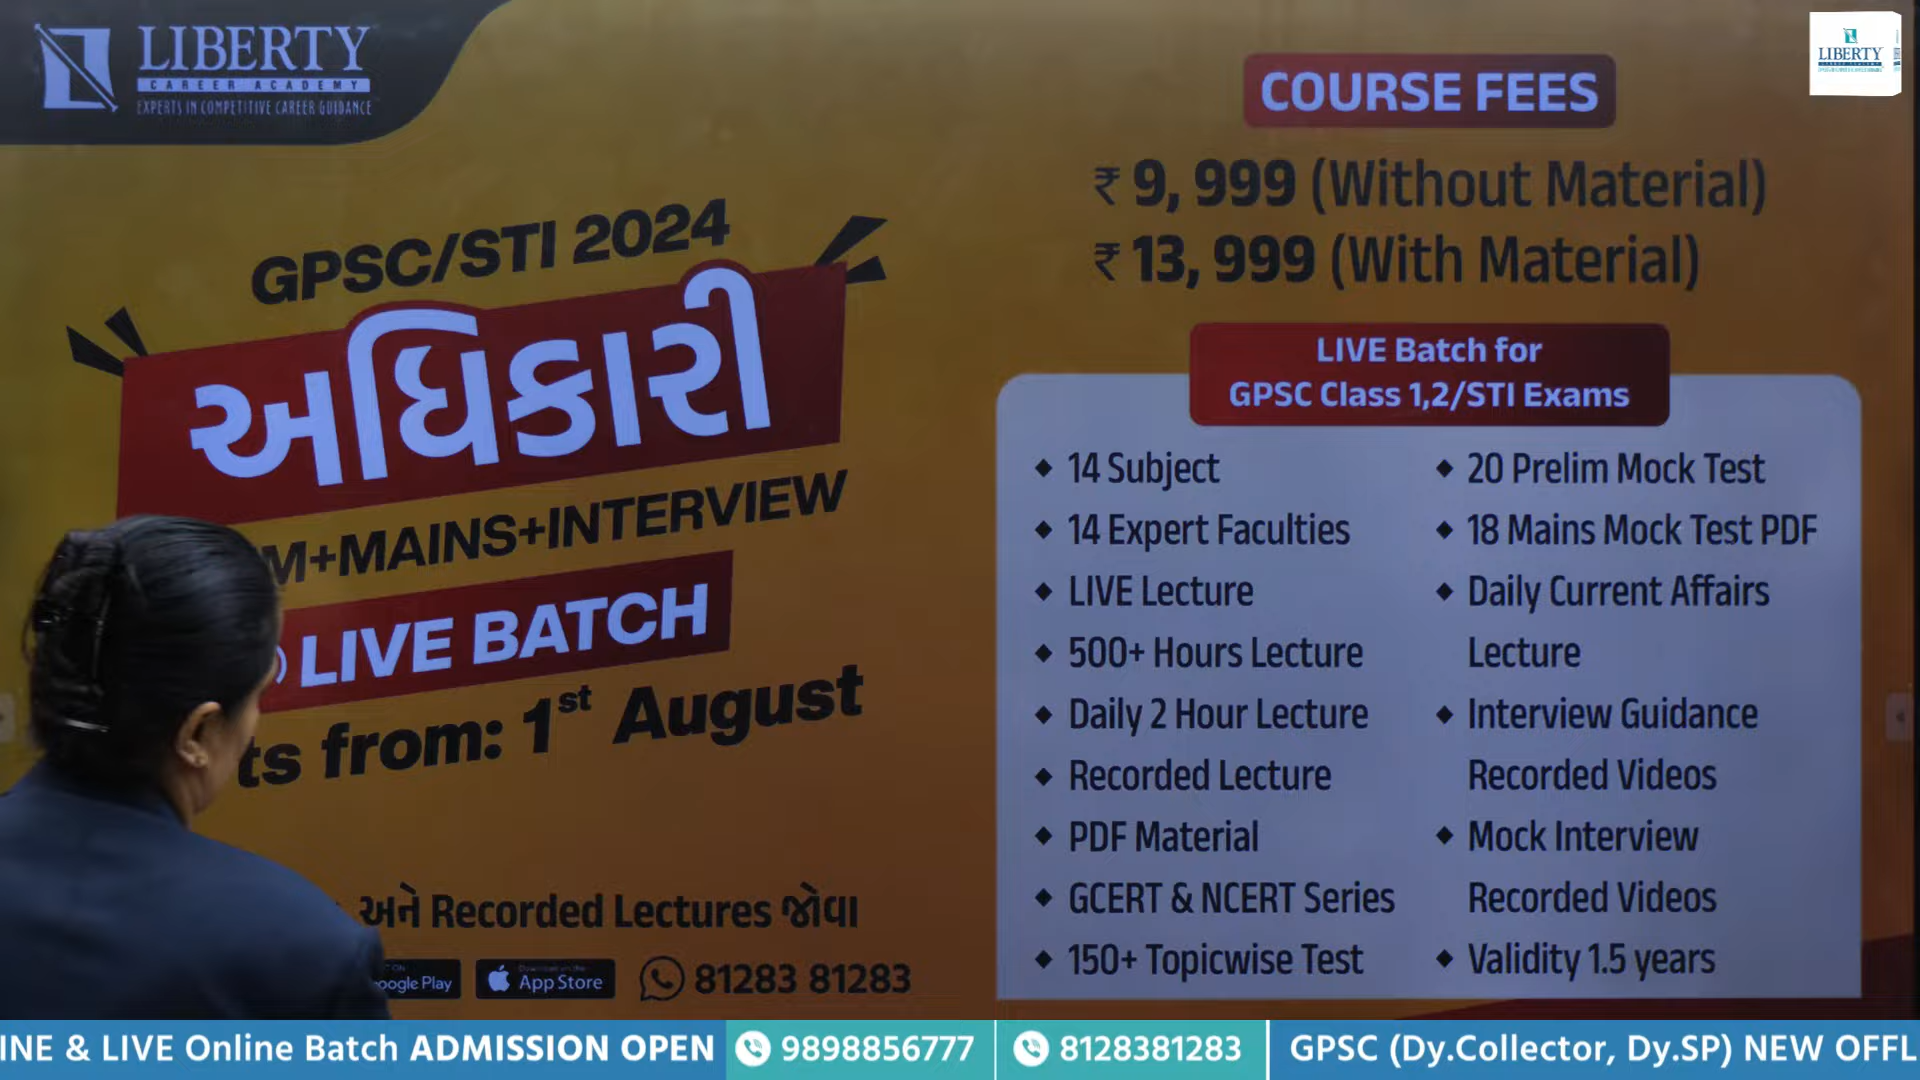 LIBERTY
CAREER ACADEMY
EXPERTS IN COMPETITIVE CAREER GUIDANCE
GPSC/STI 2024
અધિકારી
M+MAINS+INTERVIEW
LIVE BATCH
ts from: 1st August
અને Recorded Lectures જોવા
oogle Play
App Store
81283 81283
COURSE FEES
₹ 9, 999 (Without Material)
₹ 13, 999 (With Material)
LIVE Batch for
GPSC Class 1,2/STI Exams
◆ 14 Subject
◆ 14 Expert Faculties
◆ LIVE Lecture
◆ 500+ Hours Lecture
◆ Daily 2 Hour Lecture
◆ Recorded Lecture
◆ PDF Material
◆ GCERT & NCERT Series
◆ 150+ Topicwise Test
◆ 20 Prelim Mock Test
◆ 18 Mains Mock Test PDF
◆ Daily Current Affairs
Lecture
◆ Interview Guidance
Recorded Videos
◆ Mock Interview
Recorded Videos
◆ Validity 1.5 years
LIBERTY
INE & LIVE Online Batch ADMISSION OPEN
9898856777
8128381283
GPSC (Dy.Collector, Dy.SP) NEW OFFL